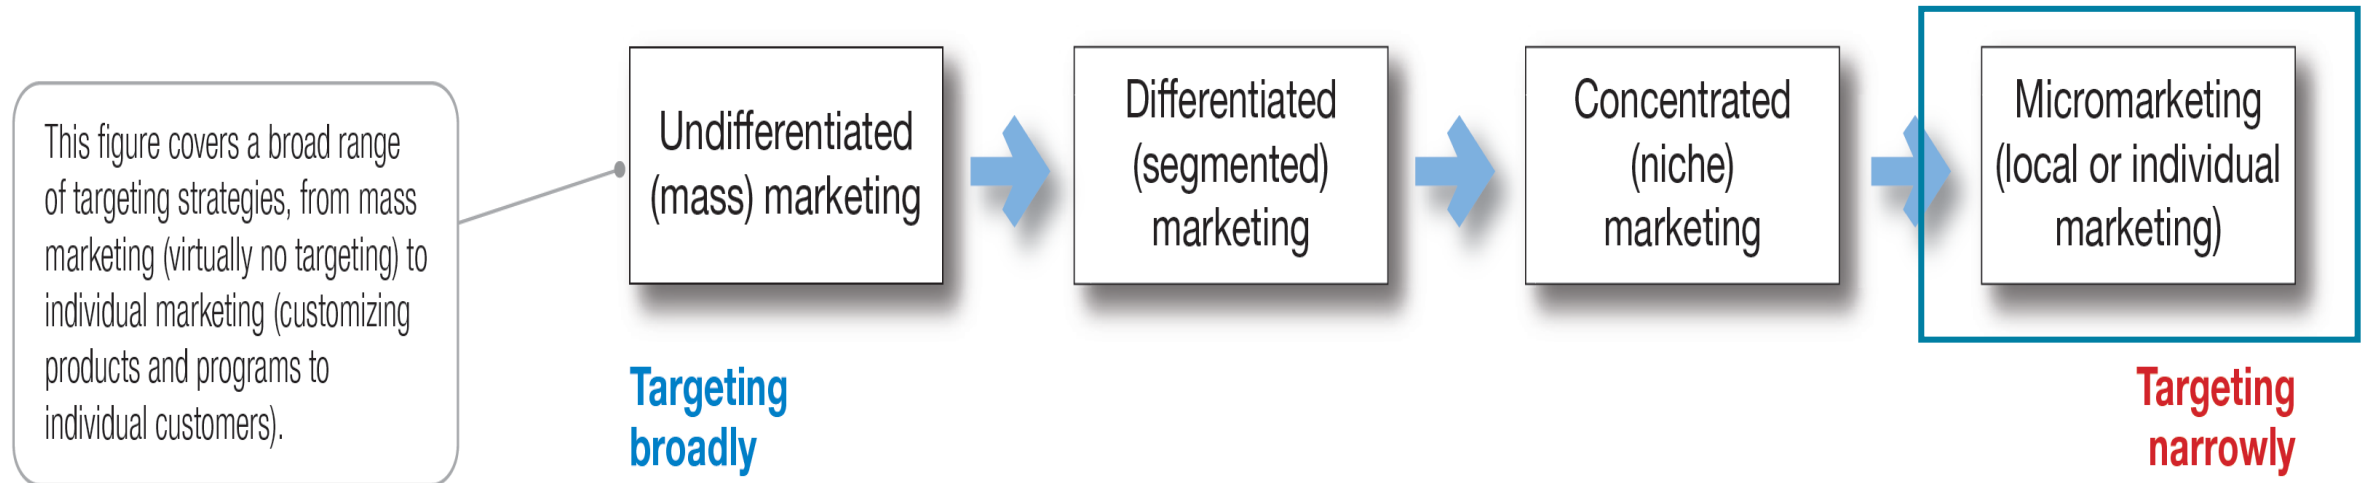 This figure covers a broad range
of targeting strategies, from mass
marketing (virtually no targeting) to
individual marketing (customizing
products and programs to
individual customers).
Undifferentiated
(mass) marketing
Differentiated
(segmented)
marketing
Concentrated
(niche)
marketing
Micromarketing
(local or individual
marketing)
Targeting
broadly
Targeting
narrowly